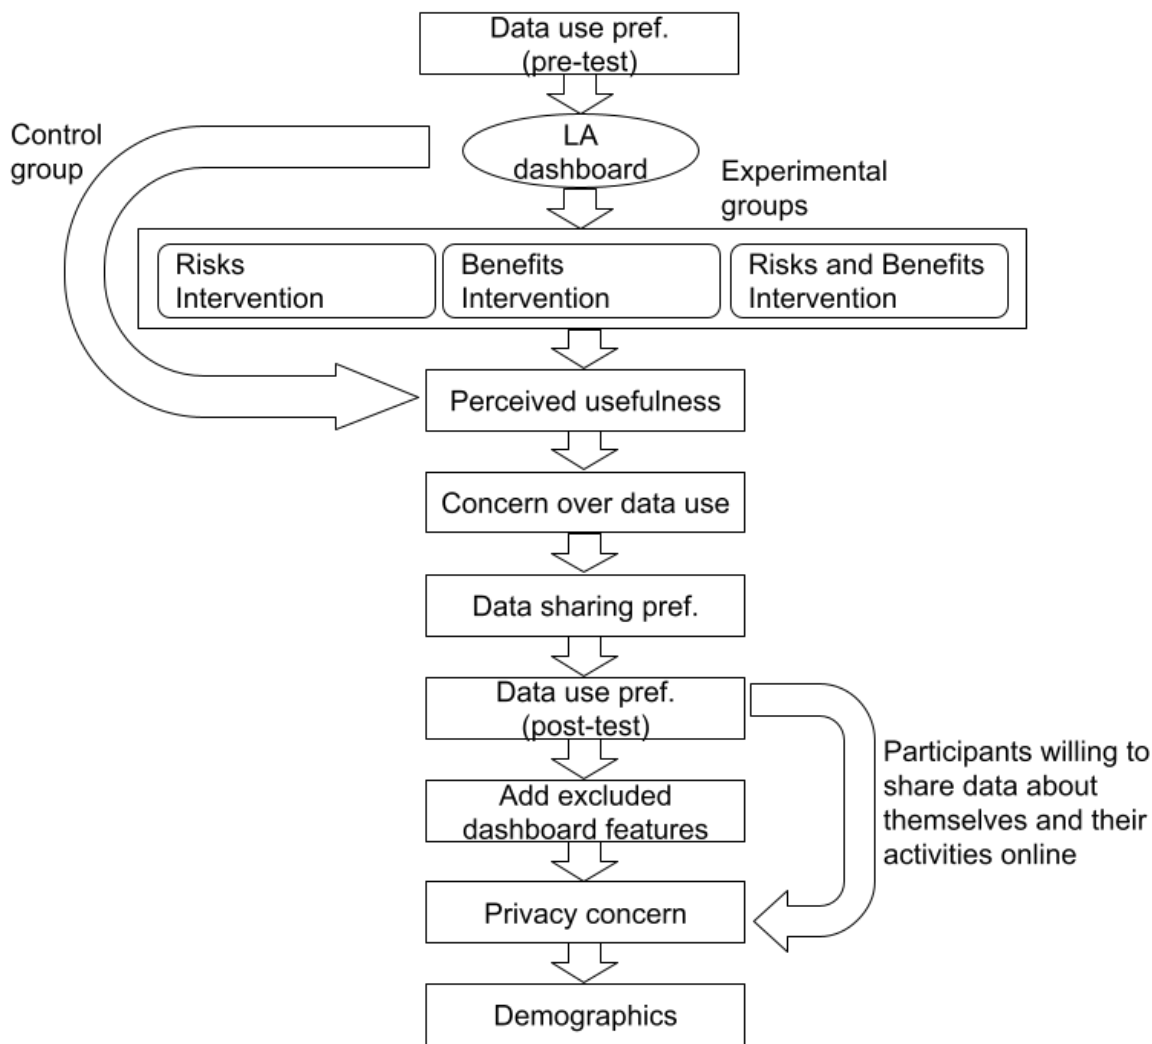 Data use pref.
(pre-test)
Control
group
LA
dashboard
Experimental
groups
Risks
Intervention
Benefits
Intervention
Risks and Benefits
Intervention
Perceived usefulness
Concern over data use
Data sharing pref.
Data use pref.
(post-test)
Participants willing to
share data about
themselves and their
activities online
Add excluded
dashboard features
Privacy concern
Demographics